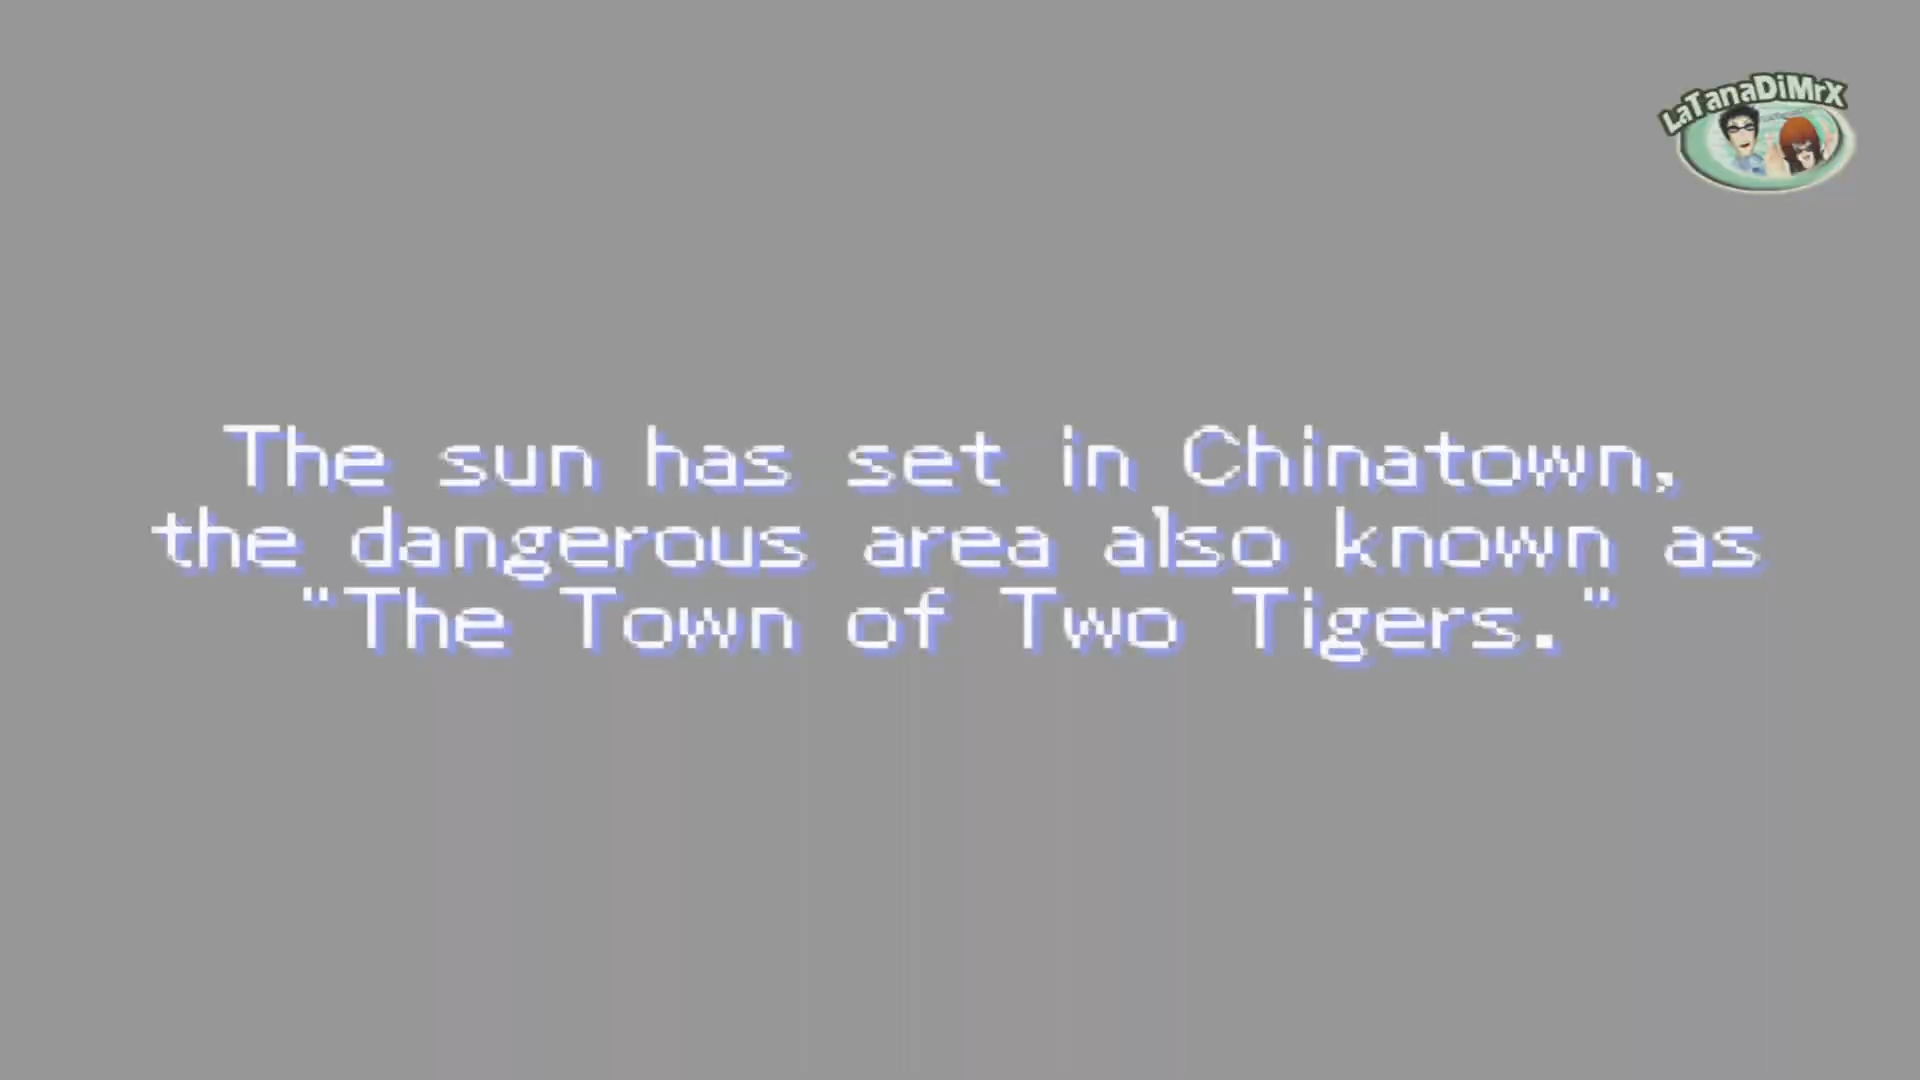 LaTanaDiMrX
The sun has set in Chinatown,
the dangerous area also known as
"The Town of Two Tigers."